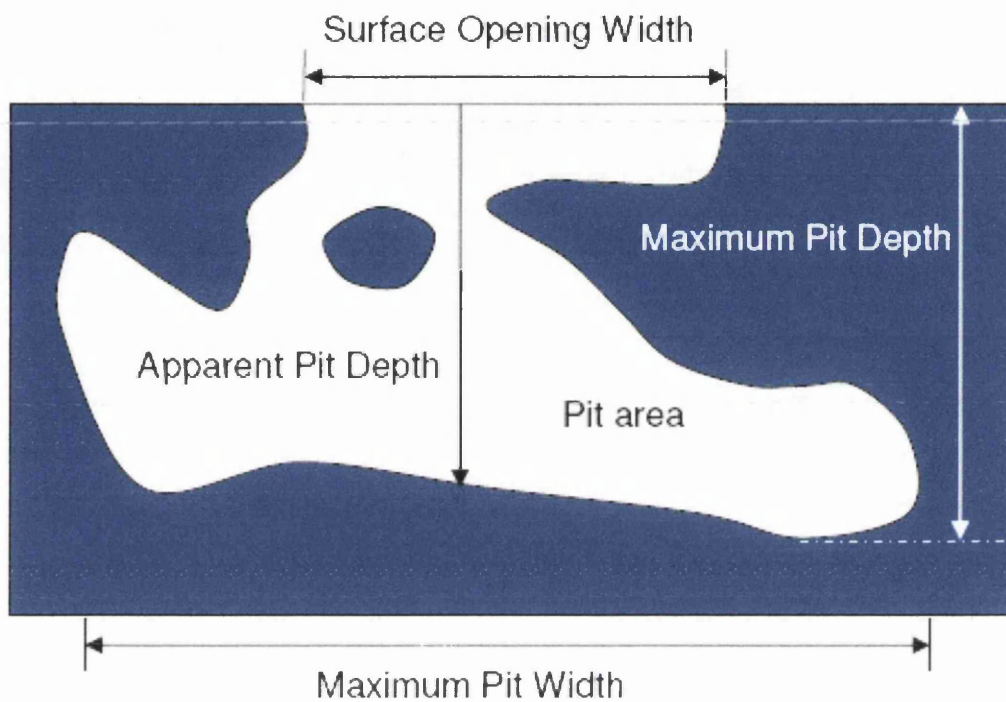 Surface Opening Width
Maximum Pit Depth
Apparent Pit Depth
Pit area
Maximum Pit Width